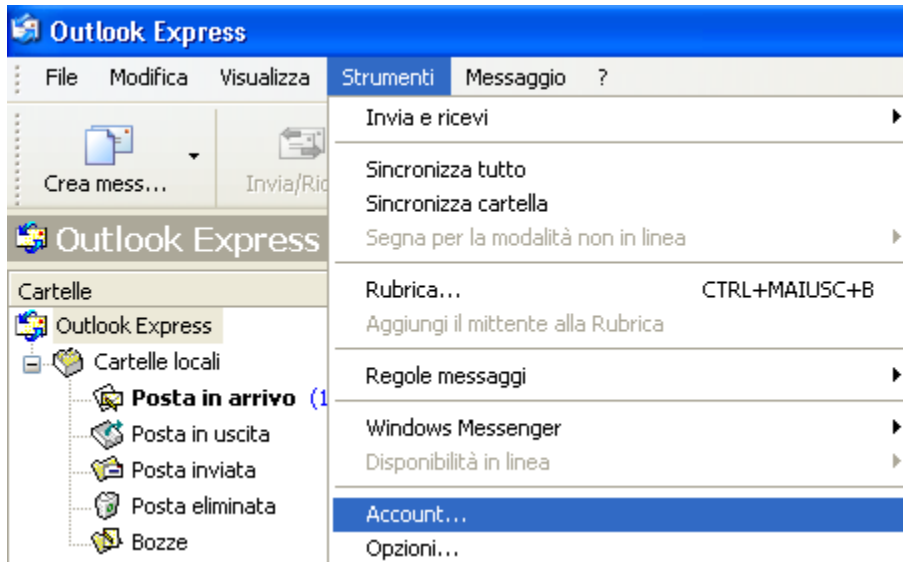 Outlook Express
File Modifica Visualizza Strumenti Messaggio ?
Crea mess... Invia/Ric
Outlook Express
Cartelle
Outlook Express
Cartelle locali
Posta in arrivo (1
Posta in uscita
Posta inviata
Posta eliminata
Bozze
Invia e ricevi
Sincronizza tutto
Sincronizza cartella
Segna per la modalità non in linea
Rubrica... CTRL+MAIUSC+B
Aggiungi il mittente alla Rubrica
Regole messaggi
Windows Messenger
Disponibilità in linea
Account...
Opzioni...